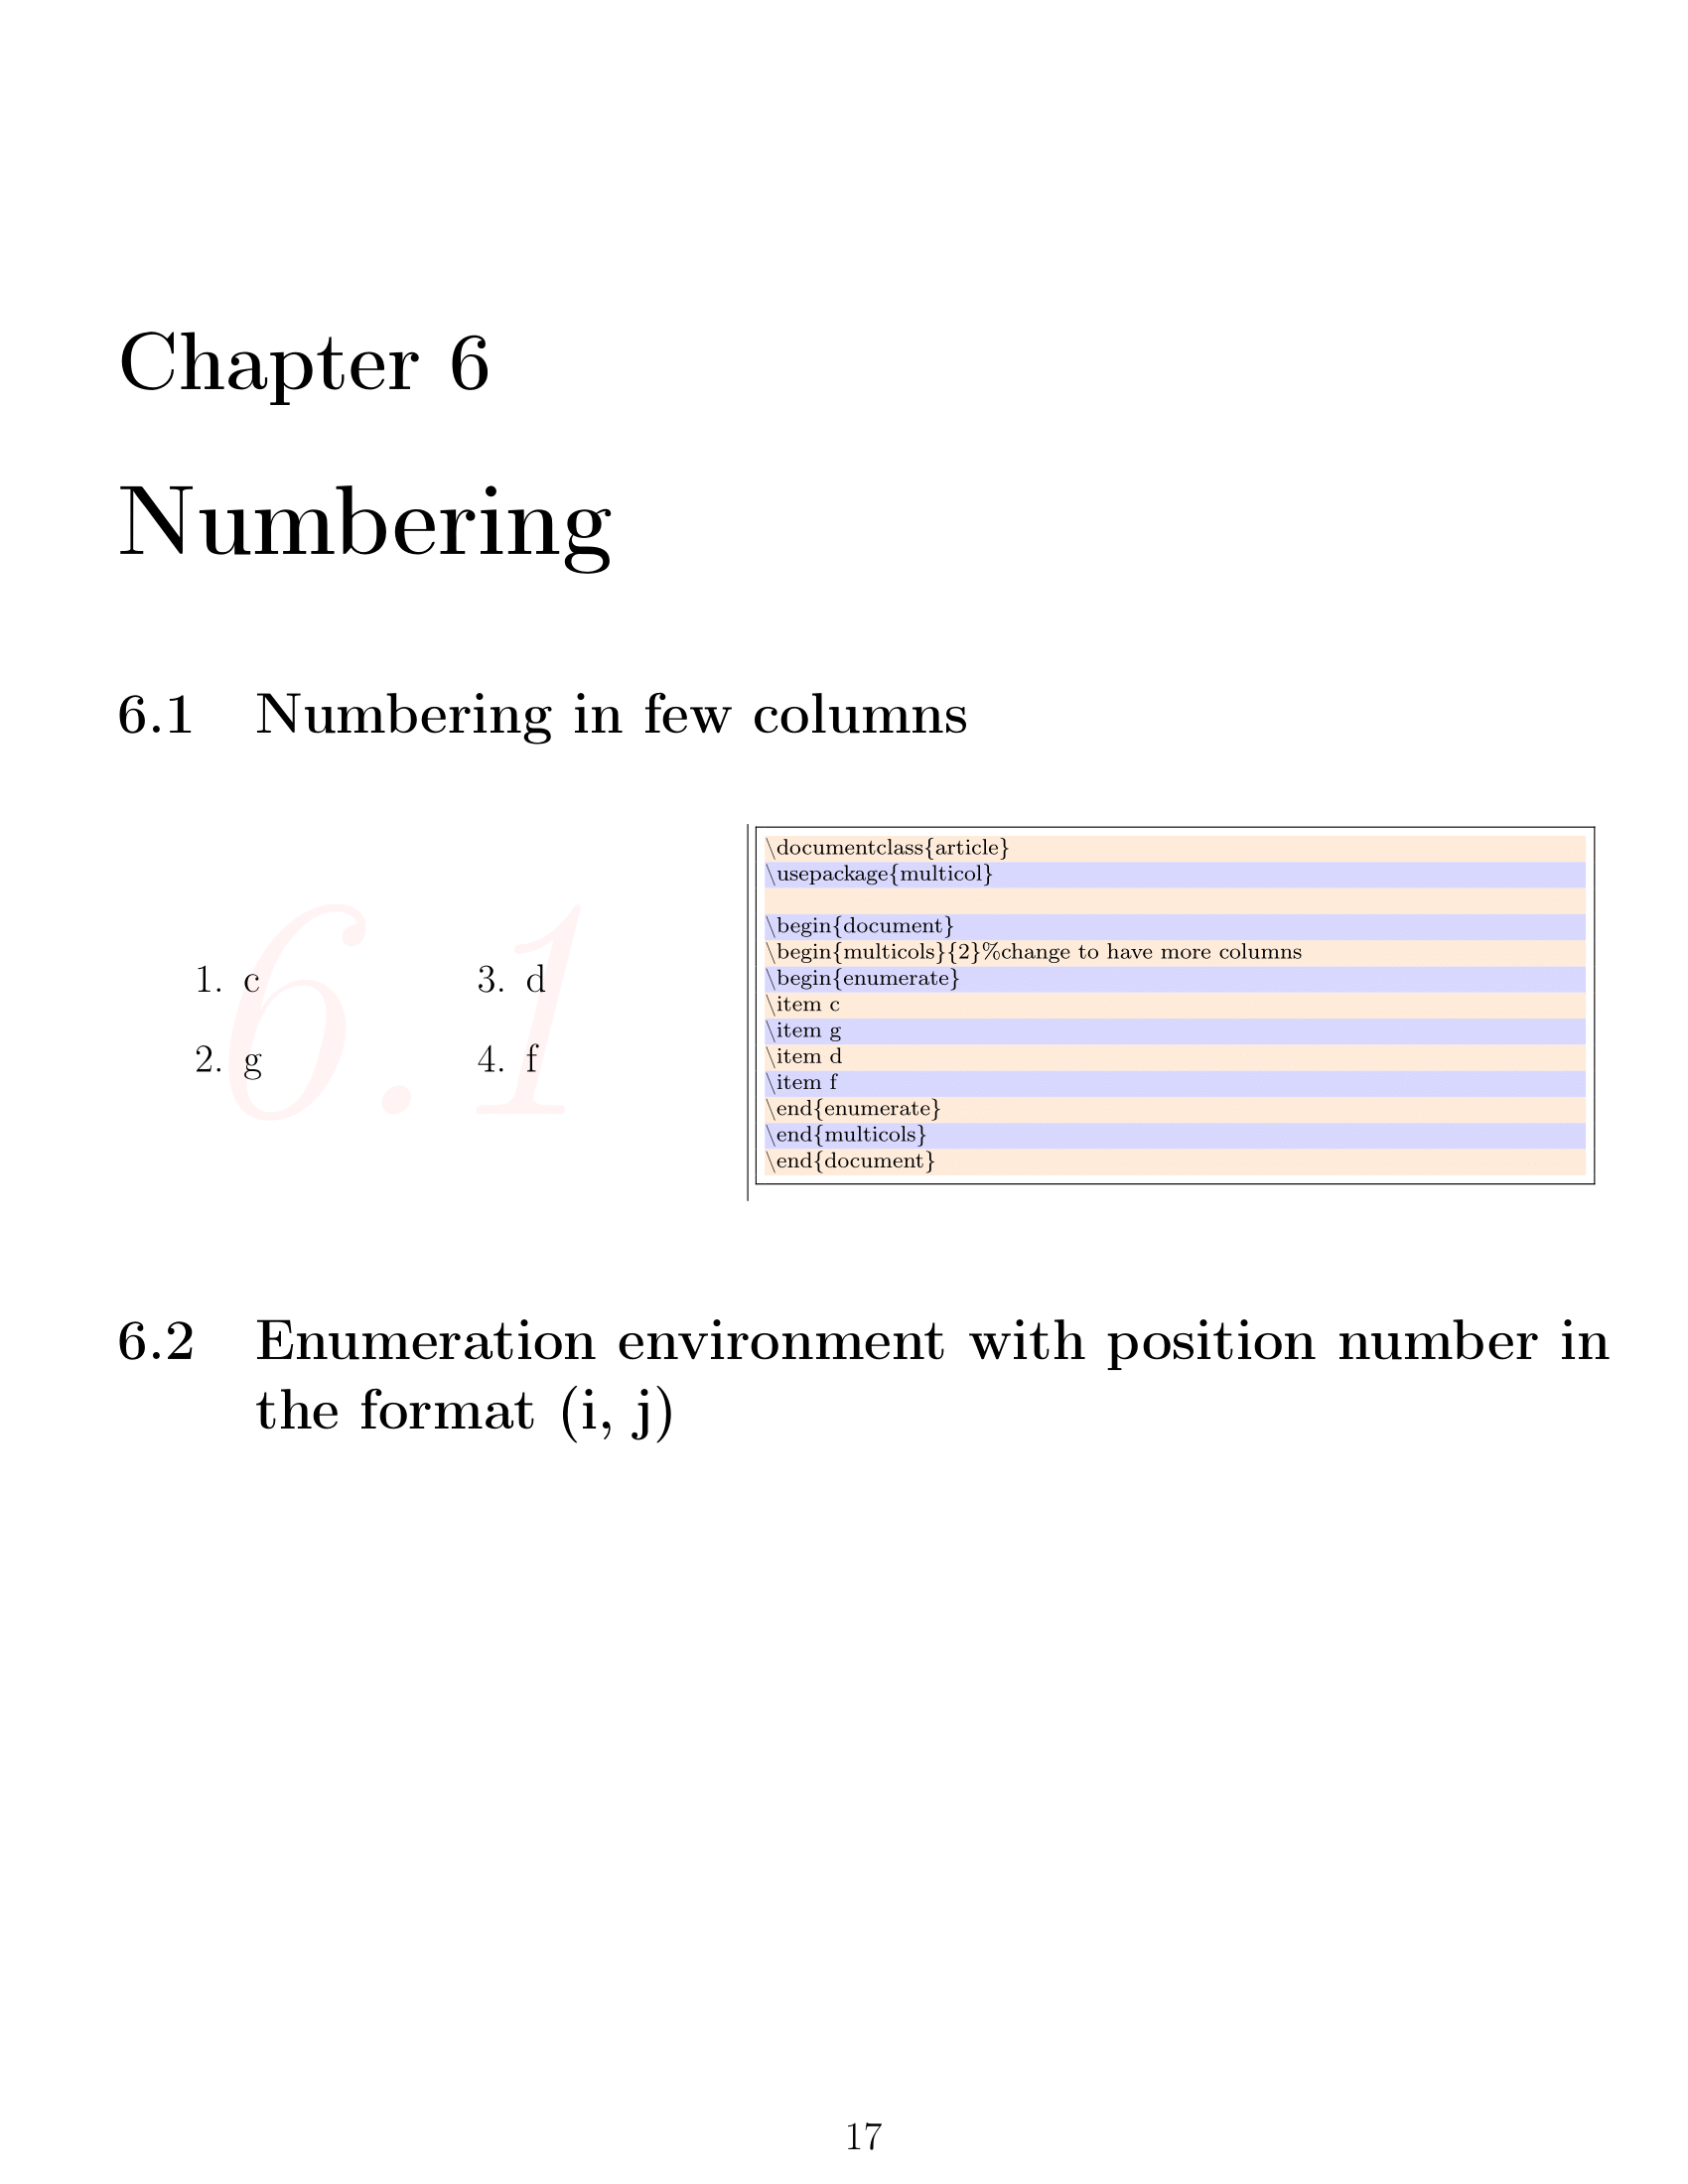 Chapter 6
Numbering
6.1 Numbering in few columns
6.1
1. c
2. g
3. d
4. f
\documentclass{article}
\usepackage{multicol}
\begin{document}
\begin{multicols}{2}%change to have more columns
\begin{enumerate}
\item c
\item g
\item d
\item f
\end{enumerate}
\end{multicols}
\end{document}
6.2 Enumeration environment with position number in
the format (i, j)
17